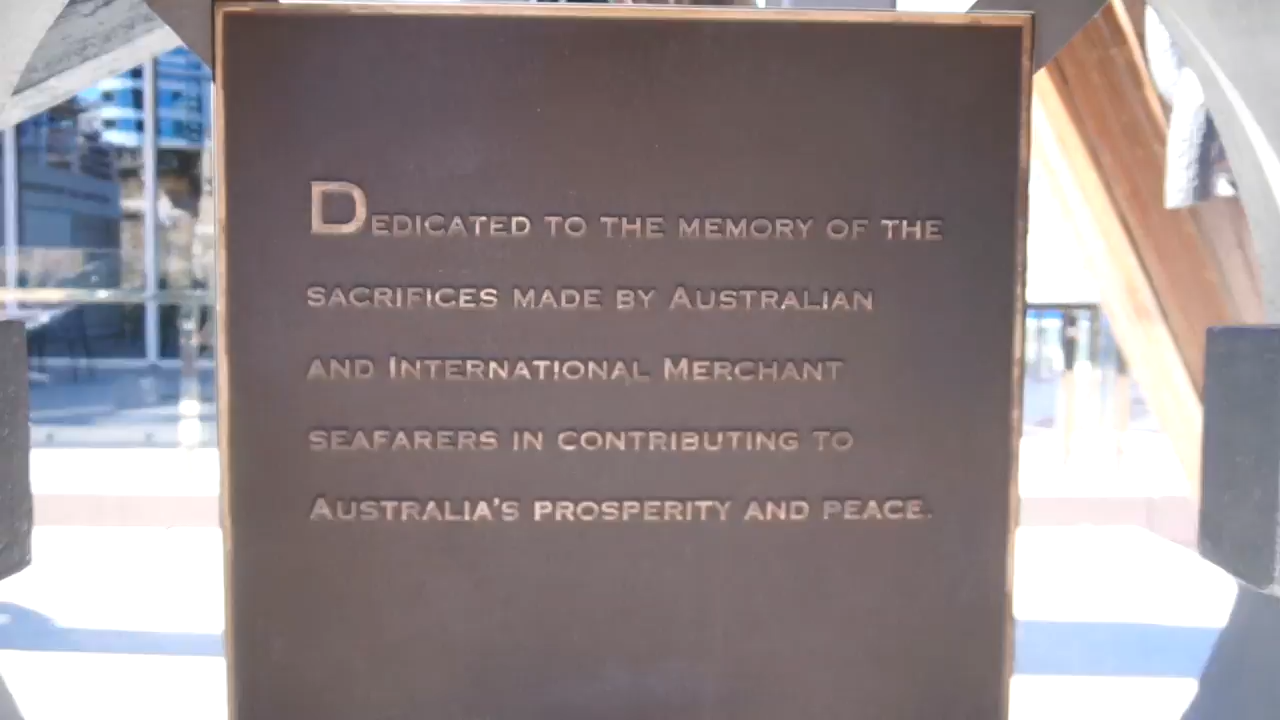 Dedicated to the memory of the
sacrifices made by Australian
and International Merchant
seafarers in contributing to
Australia's prosperity and peace.